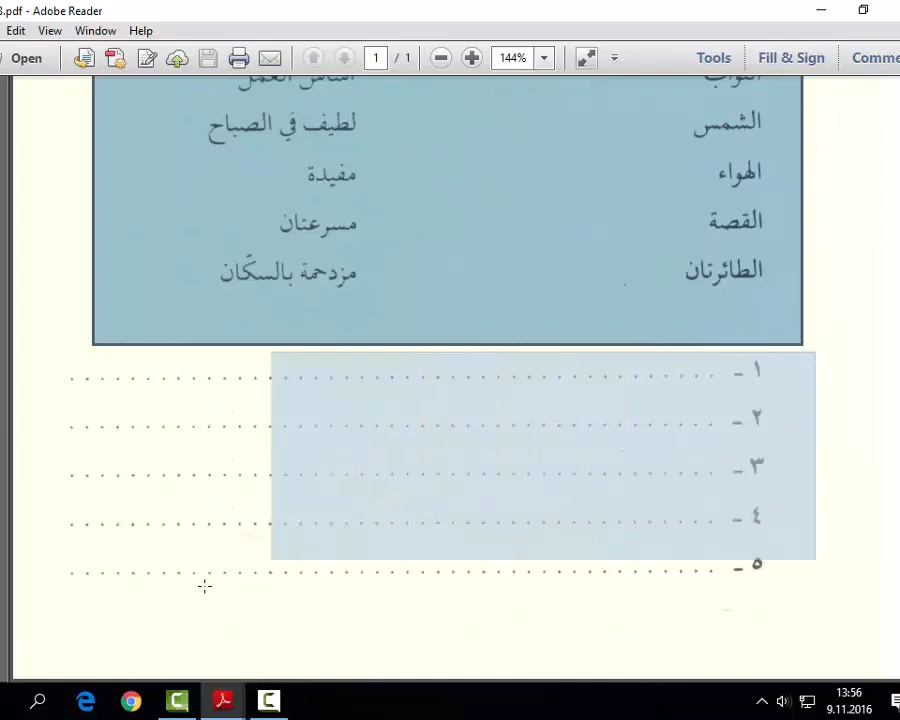 3.pdf - Adobe Reader
Edit View Window Help
Open 1 / 1 144% Tools Fill & Sign Comme
الشمس لطيف في الصباح
الهواء مفيدة
القصة مسرعتان
الطائرتان مزدحمة بالسكّان
١ - . . . . . . . . . . . . . . . . . . . . . . . . . . . . . . . . . . . . . . . . . . .
٢ - . . . . . . . . . . . . . . . . . . . . . . . . . . . . . . . . . . . . . . . . . . .
٣ - . . . . . . . . . . . . . . . . . . . . . . . . . . . . . . . . . . . . . . . . . . .
٤ - . . . . . . . . . . . . . . . . . . . . . . . . . . . . . . . . . . . . . . . . . . .
٥ - . . . . . . . . . . . . . . . . . . . . . . . . . . . . . . . . . . . . . . . . . . .
13:56
9.11.2016